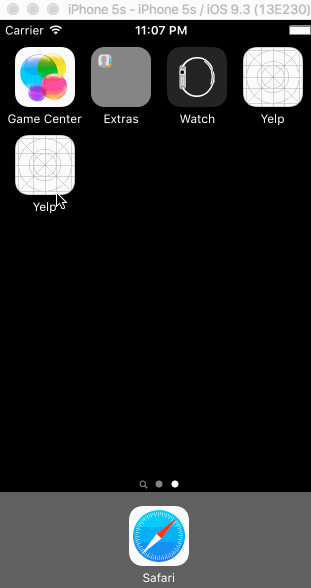 iPhone 5s - iPhone 5s / iOS 9.3 (13E230)
Carrier 11:07 PM
Game Center Extras Watch Yelp
Yelp
Safari